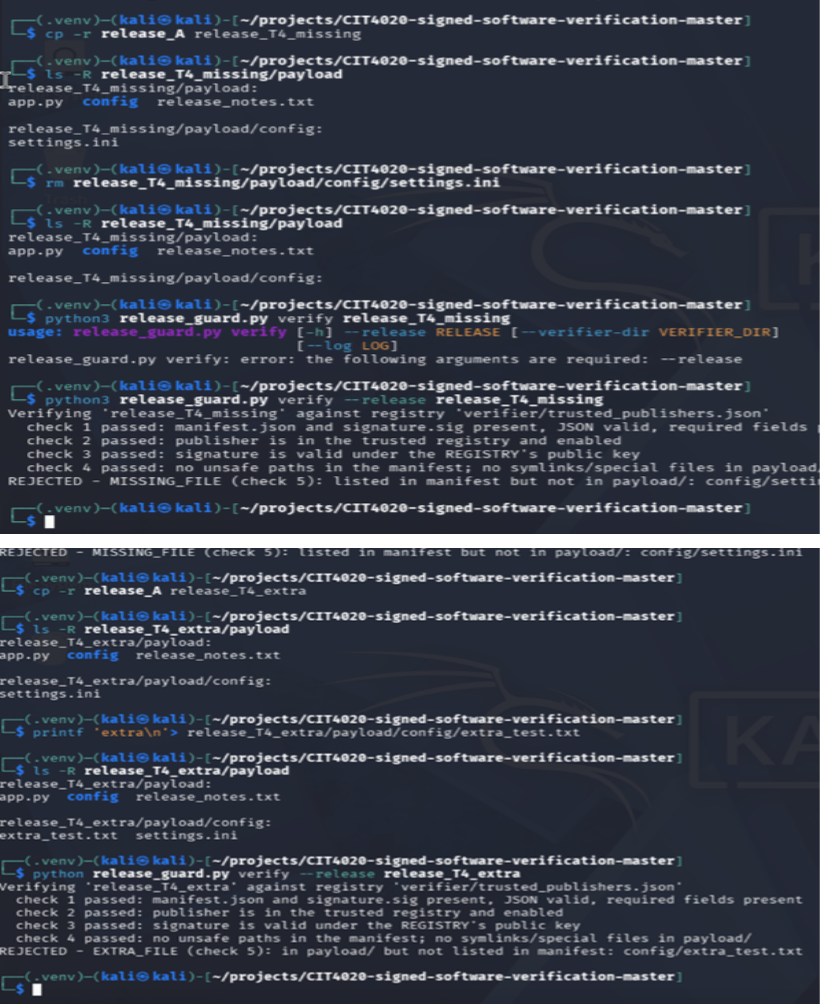 ┌──(.venv)─(kali㉿kali)-[~/projects/CIT4020-signed-software-verification-master]
└─$ cp -r release_A release_T4_missing
┌──(.venv)─(kali㉿kali)-[~/projects/CIT4020-signed-software-verification-master]
└─$ ls -R release_T4_missing/payload
release_T4_missing/payload:
app.py  config  release_notes.txt
release_T4_missing/payload/config:
settings.ini
┌──(.venv)─(kali㉿kali)-[~/projects/CIT4020-signed-software-verification-master]
└─$ rm release_T4_missing/payload/config/settings.ini
┌──(.venv)─(kali㉿kali)-[~/projects/CIT4020-signed-software-verification-master]
└─$ ls -R release_T4_missing/payload
release_T4_missing/payload:
app.py  config  release_notes.txt
release_T4_missing/payload/config:
┌──(.venv)─(kali㉿kali)-[~/projects/CIT4020-signed-software-verification-master]
└─$ python3 release_guard.py verify release_T4_missing
usage: release_guard.py verify [-h] --release RELEASE [--verifier-dir VERIFIER_DIR]
[--log LOG]
release_guard.py verify: error: the following arguments are required: --release
┌──(.venv)─(kali㉿kali)-[~/projects/CIT4020-signed-software-verification-master]
└─$ python3 release_guard.py verify --release release_T4_missing
Verifying 'release_T4_missing' against registry 'verifier/trusted_publishers.json'
check 1 passed: manifest.json and signature.sig present, JSON valid, required fields p
check 2 passed: publisher is in the trusted registry and enabled
check 3 passed: signature is valid under the REGISTRY's public key
check 4 passed: no unsafe paths in the manifest; no symlinks/special files in payload/
REJECTED - MISSING_FILE (check 5): listed in manifest but not in payload/: config/setti
┌──(.venv)─(kali㉿kali)-[~/projects/CIT4020-signed-software-verification-master]
└─$
REJECTED - MISSING_FILE (check 5): listed in manifest but not in payload/: config/settings.ini
┌──(.venv)─(kali㉿kali)-[~/projects/CIT4020-signed-software-verification-master]
└─$ cp -r release_A release_T4_extra
┌──(.venv)─(kali㉿kali)-[~/projects/CIT4020-signed-software-verification-master]
└─$ ls -R release_T4_extra/payload
release_T4_extra/payload:
app.py  config  release_notes.txt
release_T4_extra/payload/config:
settings.ini
┌──(.venv)─(kali㉿kali)-[~/projects/CIT4020-signed-software-verification-master]
└─$ printf 'extra\n'> release_T4_extra/payload/config/extra_test.txt
┌──(.venv)─(kali㉿kali)-[~/projects/CIT4020-signed-software-verification-master]
└─$ ls -R release_T4_extra/payload
release_T4_extra/payload:
app.py  config  release_notes.txt
release_T4_extra/payload/config:
extra_test.txt  settings.ini
┌──(.venv)─(kali㉿kali)-[~/projects/CIT4020-signed-software-verification-master]
└─$ python release_guard.py verify --release release_T4_extra
Verifying 'release_T4_extra' against registry 'verifier/trusted_publishers.json'
check 1 passed: manifest.json and signature.sig present, JSON valid, required fields present
check 2 passed: publisher is in the trusted registry and enabled
check 3 passed: signature is valid under the REGISTRY's public key
check 4 passed: no unsafe paths in the manifest; no symlinks/special files in payload/
REJECTED - EXTRA_FILE (check 5): in payload/ but not listed in manifest: config/extra_test.txt
┌──(.venv)─(kali㉿kali)-[~/projects/CIT4020-signed-software-verification-master]
└─$
KA